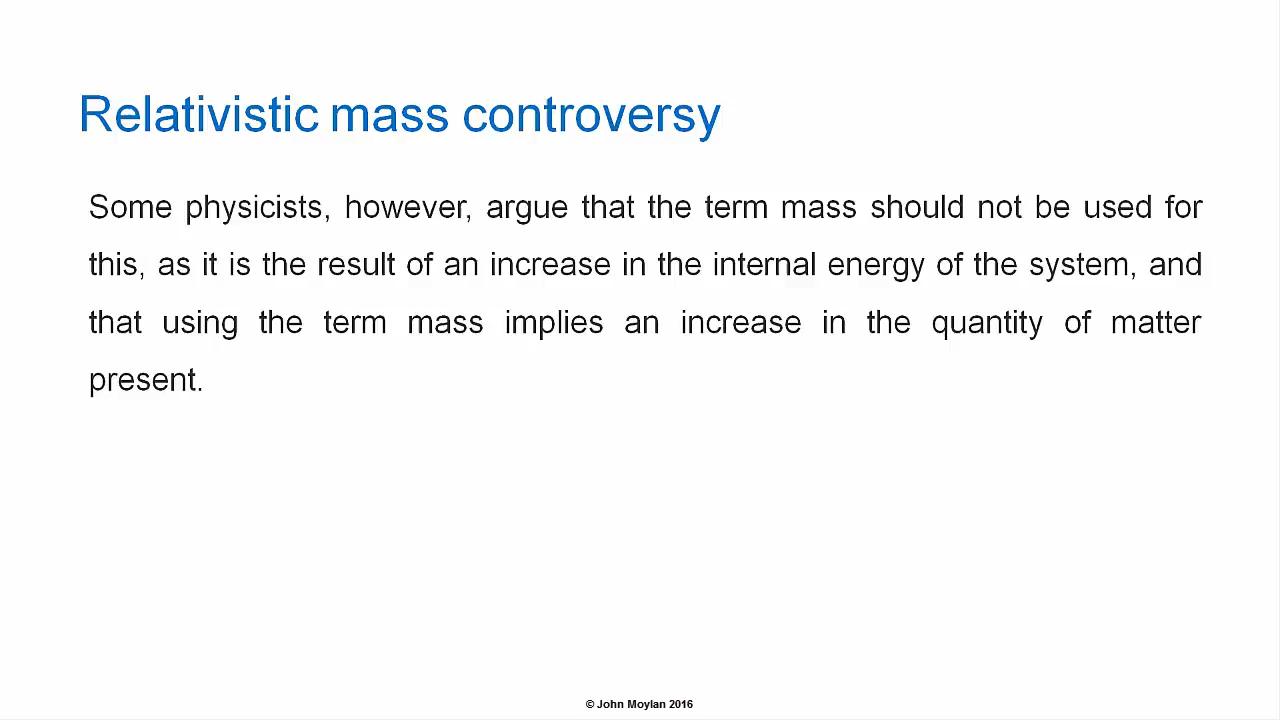 Relativistic mass controversy
Some physicists, however, argue that the term mass should not be used for
this, as it is the result of an increase in the internal energy of the system, and
that using the term mass implies an increase in the quantity of matter
present.
© John Moylan 2016